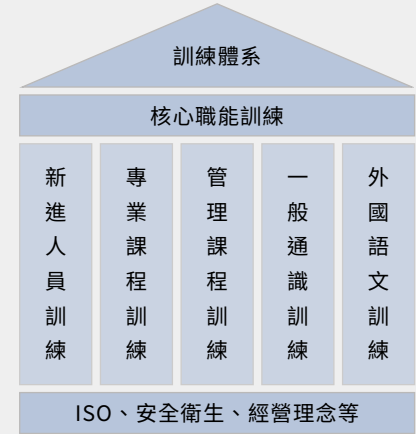 訓練體系
核心職能訓練
新進人員訓練
專業課程訓練
管理課程訓練
一般通識訓練
外國語文訓練
ISO、安全衛生、經營理念等